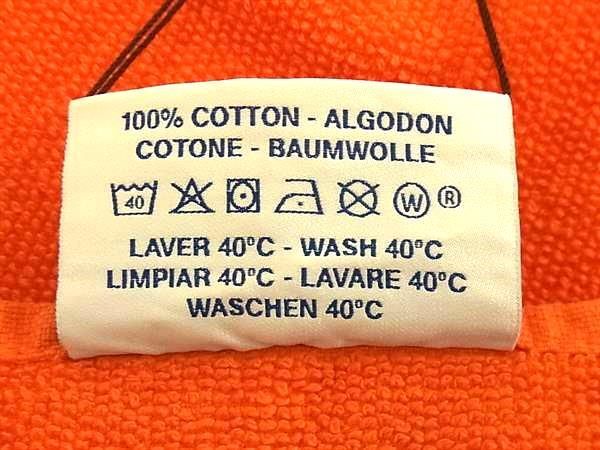 100% COTTON - ALGODON
COTONE - BAUMWOLLE
40 W ®
LAVER 40°C - WASH 40°C
LIMPIAR 40°C - LAVARE 40°C
WASCHEN 40°C